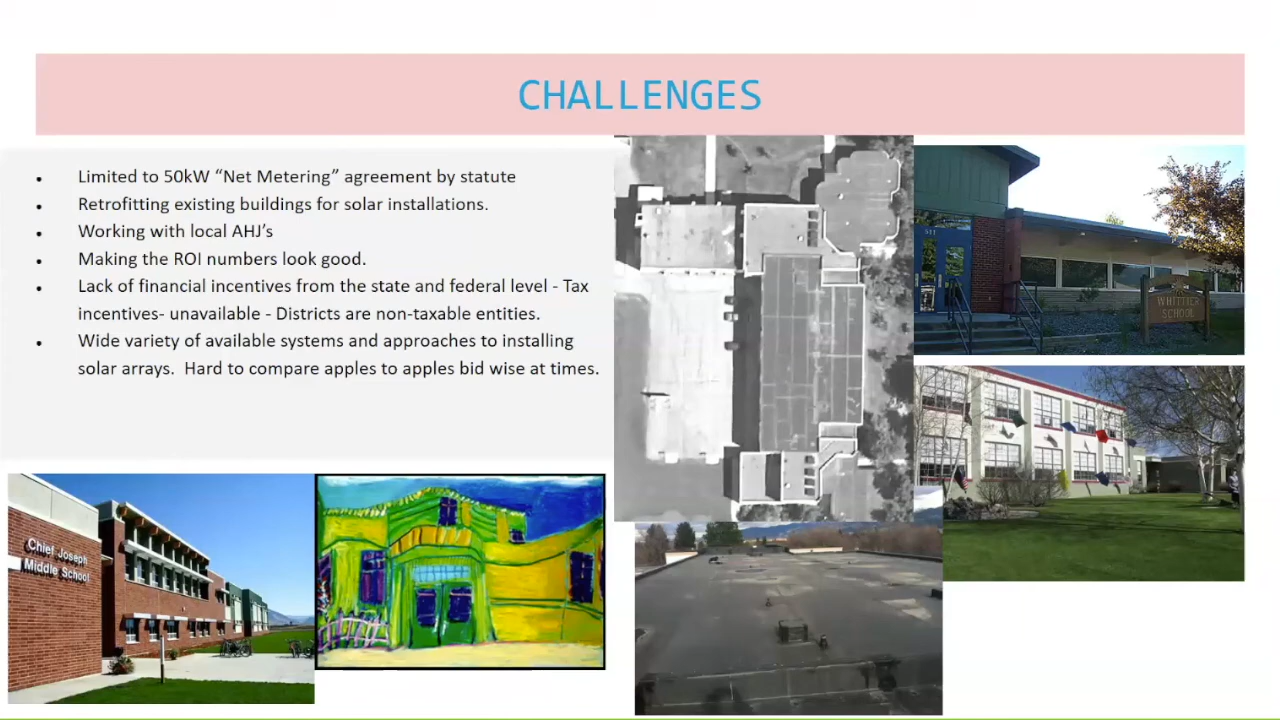 CHALLENGES
Limited to 50kW “Net Metering” agreement by statute
Retrofitting existing buildings for solar installations.
Working with local AHJ’s
Making the ROI numbers look good.
Lack of financial incentives from the state and federal level - Tax
incentives- unavailable - Districts are non-taxable entities.
Wide variety of available systems and approaches to installing
solar arrays.  Hard to compare apples to apples bid wise at times.
511
WHITTIER
SCHOOL
Chief Joseph
Middle School